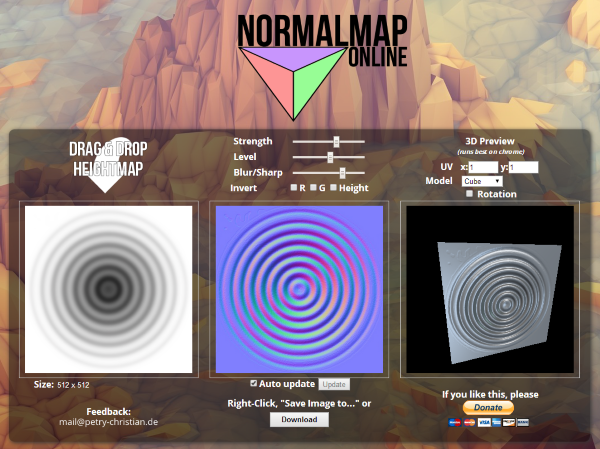 NORMALMAP
ONLINE
DRAG & DROP
HEIGHTMAP
Strength
Level
Blur/Sharp
Invert R G Height
3D Preview
(runs best on chrome)
UV x: 1 y: 1
Model Cube
Rotation
Size: 512 x 512
Auto update Update
Right-Click, "Save Image to..." or
Download
Feedback:
mail@petry-christian.de
If you like this, please
Donate
VISA